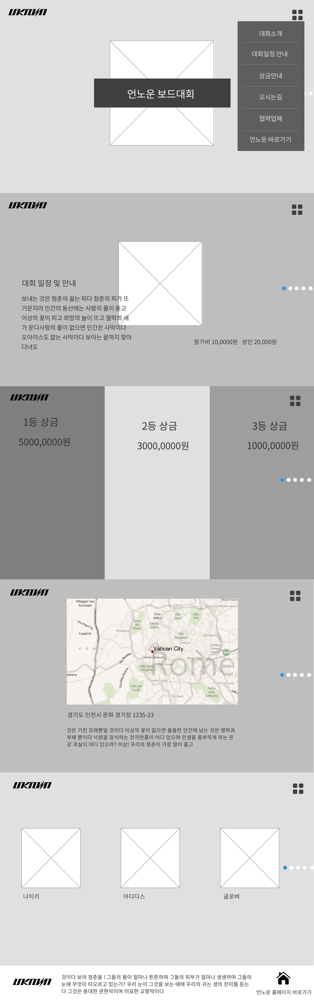 UKNOWN
대회소개
대회일정 안내
상금안내
오시는길
협력업체
언노운 바로가기
언노운 보드대회
UKNOWN
대회 일정 및 안내
보내는 것은 청춘의 끓는 피다 청춘의 피가 뜨
거운지라 인간의 동산에는 사랑의 풀이 돋고
이상의 꽃이 피고 희망의 놀이 뜨고 열락의 새
가 운다사랑의 풀이 없으면 인간은 사막이다
오아이스도 없는 사막이다 보이는 끝까지 찾아
다녀도
참가비 10,0000원 성인 20,000원
UKNOWN
1등 상금
5000,0000원
2등 상금
3000,0000원
3등 상금
1000,0000원
UKNOWN
Villaggio San
Giuseppe
Mount Sacro
Tor di
Quinto
Quartiere Monte Sacro
Foro
Italico
Villa
Glori
Villa
Ada
Via di Boccea
Parco
del
Pineto
Monte
Mario
Primavalle
Casalotti
Villa
Borghese
Nomentano
Ludovisi
R O M E
Vatican City
Cimitero
Campo
Verano
A24
Via Aurelia
Monte Gianicolo
Monte Esquilino
Rome
Trastevere
Villa Doria
Pamphili
ssimina
Via della Pisana
Gianicolense
Valle dei
Casali
Tuscolano
Parco
della
Caffarella
Ostiense
경기도 인천시 문화 경기장 1235-23
것은 거친 모래뿐일 것이다 이상의 꽃이 없으면 쓸쓸한 인간에 남는 것은 영락과
부패 뿐이다 낙원을 장식하는 천자만홍이 어디 있으며 인생을 풍부하게 하는 온
갖 과실이 어디 있으랴? 이상! 우리의 청춘이 가장 많이 품고
UKNOWN
나이키
아디다스
글로버
UKNOWN
것이다 보라 청춘을 ! 그들의 몸이 얼마나 튼튼하며 그들의 피부가 얼마나 생생하며 그들의
눈에 무엇이 타오르고 있는가? 우리 눈이 그것을 보는 때에 우리의 귀는 생의 찬미를 듣는
다 그것은 웅대한 관현악이며 미묘한 교향악이다
언노운 홈페이지 바로가기